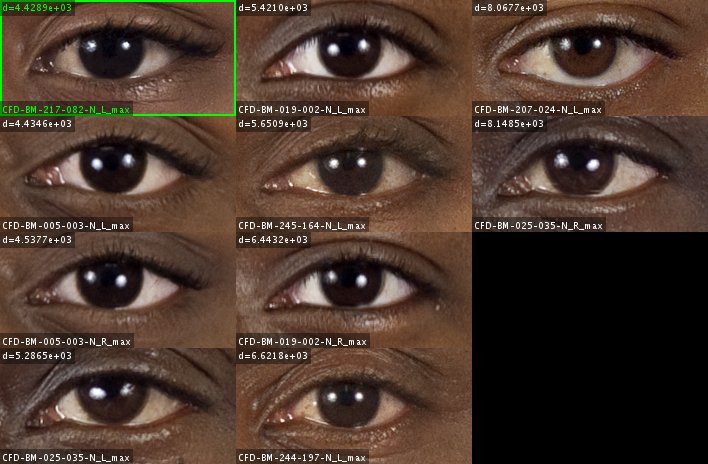 d=4.4289e+03
CFD-BM-217-082-N_L_max
d=5.4210e+03
CFD-BM-019-002-N_L_max
d=8.0677e+03
CFD-BM-207-024-N_L_max
d=4.4346e+03
CFD-BM-005-003-N_L_max
d=5.6509e+03
CFD-BM-245-164-N_L_max
d=8.1485e+03
CFD-BM-025-035-N_R_max
d=4.5377e+03
CFD-BM-005-003-N_R_max
d=6.4432e+03
CFD-BM-019-002-N_R_max
d=5.2865e+03
CFD-BM-025-035-N_L_max
d=6.6218e+03
CFD-BM-244-197-N_L_max